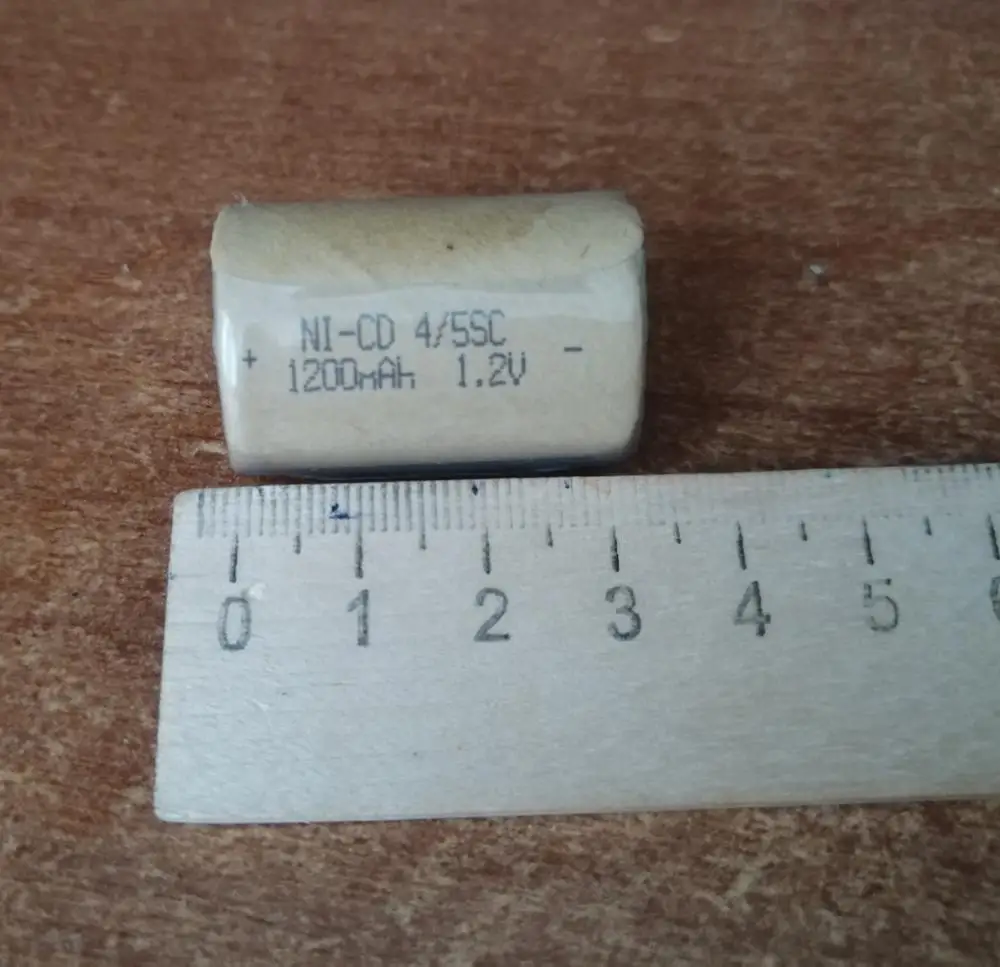 NI-CD 4/5SC
+ 1200mAh 1.2V -
0 1 2 3 4 5